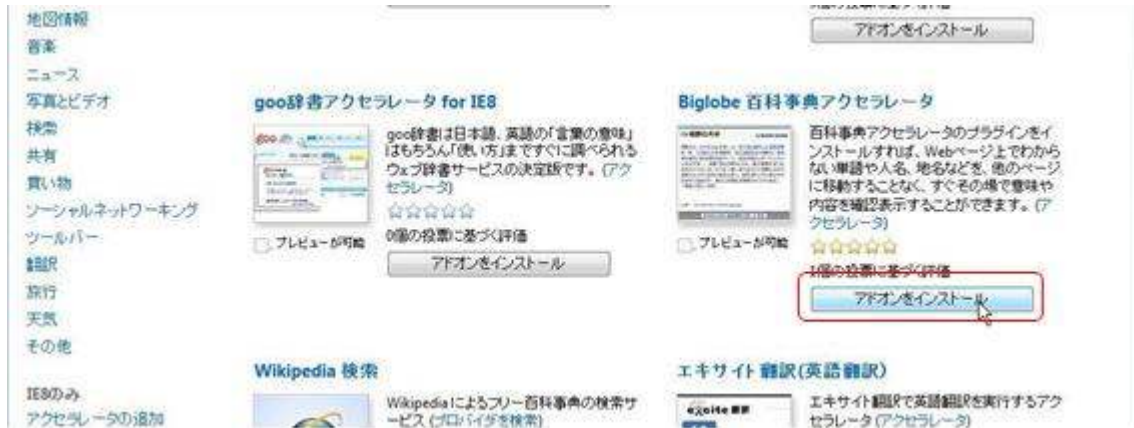 地図情報
音楽
ニュース
写真とビデオ
検索
共有
買い物
ソーシャルネットワーキング
ツールバー
翻訳
旅行
天気
その他
IE8のみ
アクセラレータの追加
アドオンをインストール
goo辞書アクセラレータ for IE8
goo辞書は日本語、英語の「言葉の意味」
はもちろん「使い方」まですぐに調べられる
ウェブ辞書サービスの決定版です。(アク
セラレータ)
プレビューが可能
0個の投票に基づく評価
アドオンをインストール
Biglobe 百科事典アクセラレータ
百科事典アクセラレータのプラグインをイ
ンストールすれば、Webページ上でわから
ない単語や人名、地名などを、他のページ
に移動することなく、すぐその場で意味や
内容を確認表示することができます。(ア
クセラレータ)
プレビューが可能
1個の投票に基づく評価
アドオンをインストール
Wikipedia 検索
Wikipediaによるフリー百科事典の検索サ
ービス (プロバイダを検索)
エキサイト 翻訳(英語翻訳)
excite 翻訳
エキサイト翻訳で英語翻訳を実行するアク
セラレータ (アクセラレータ)